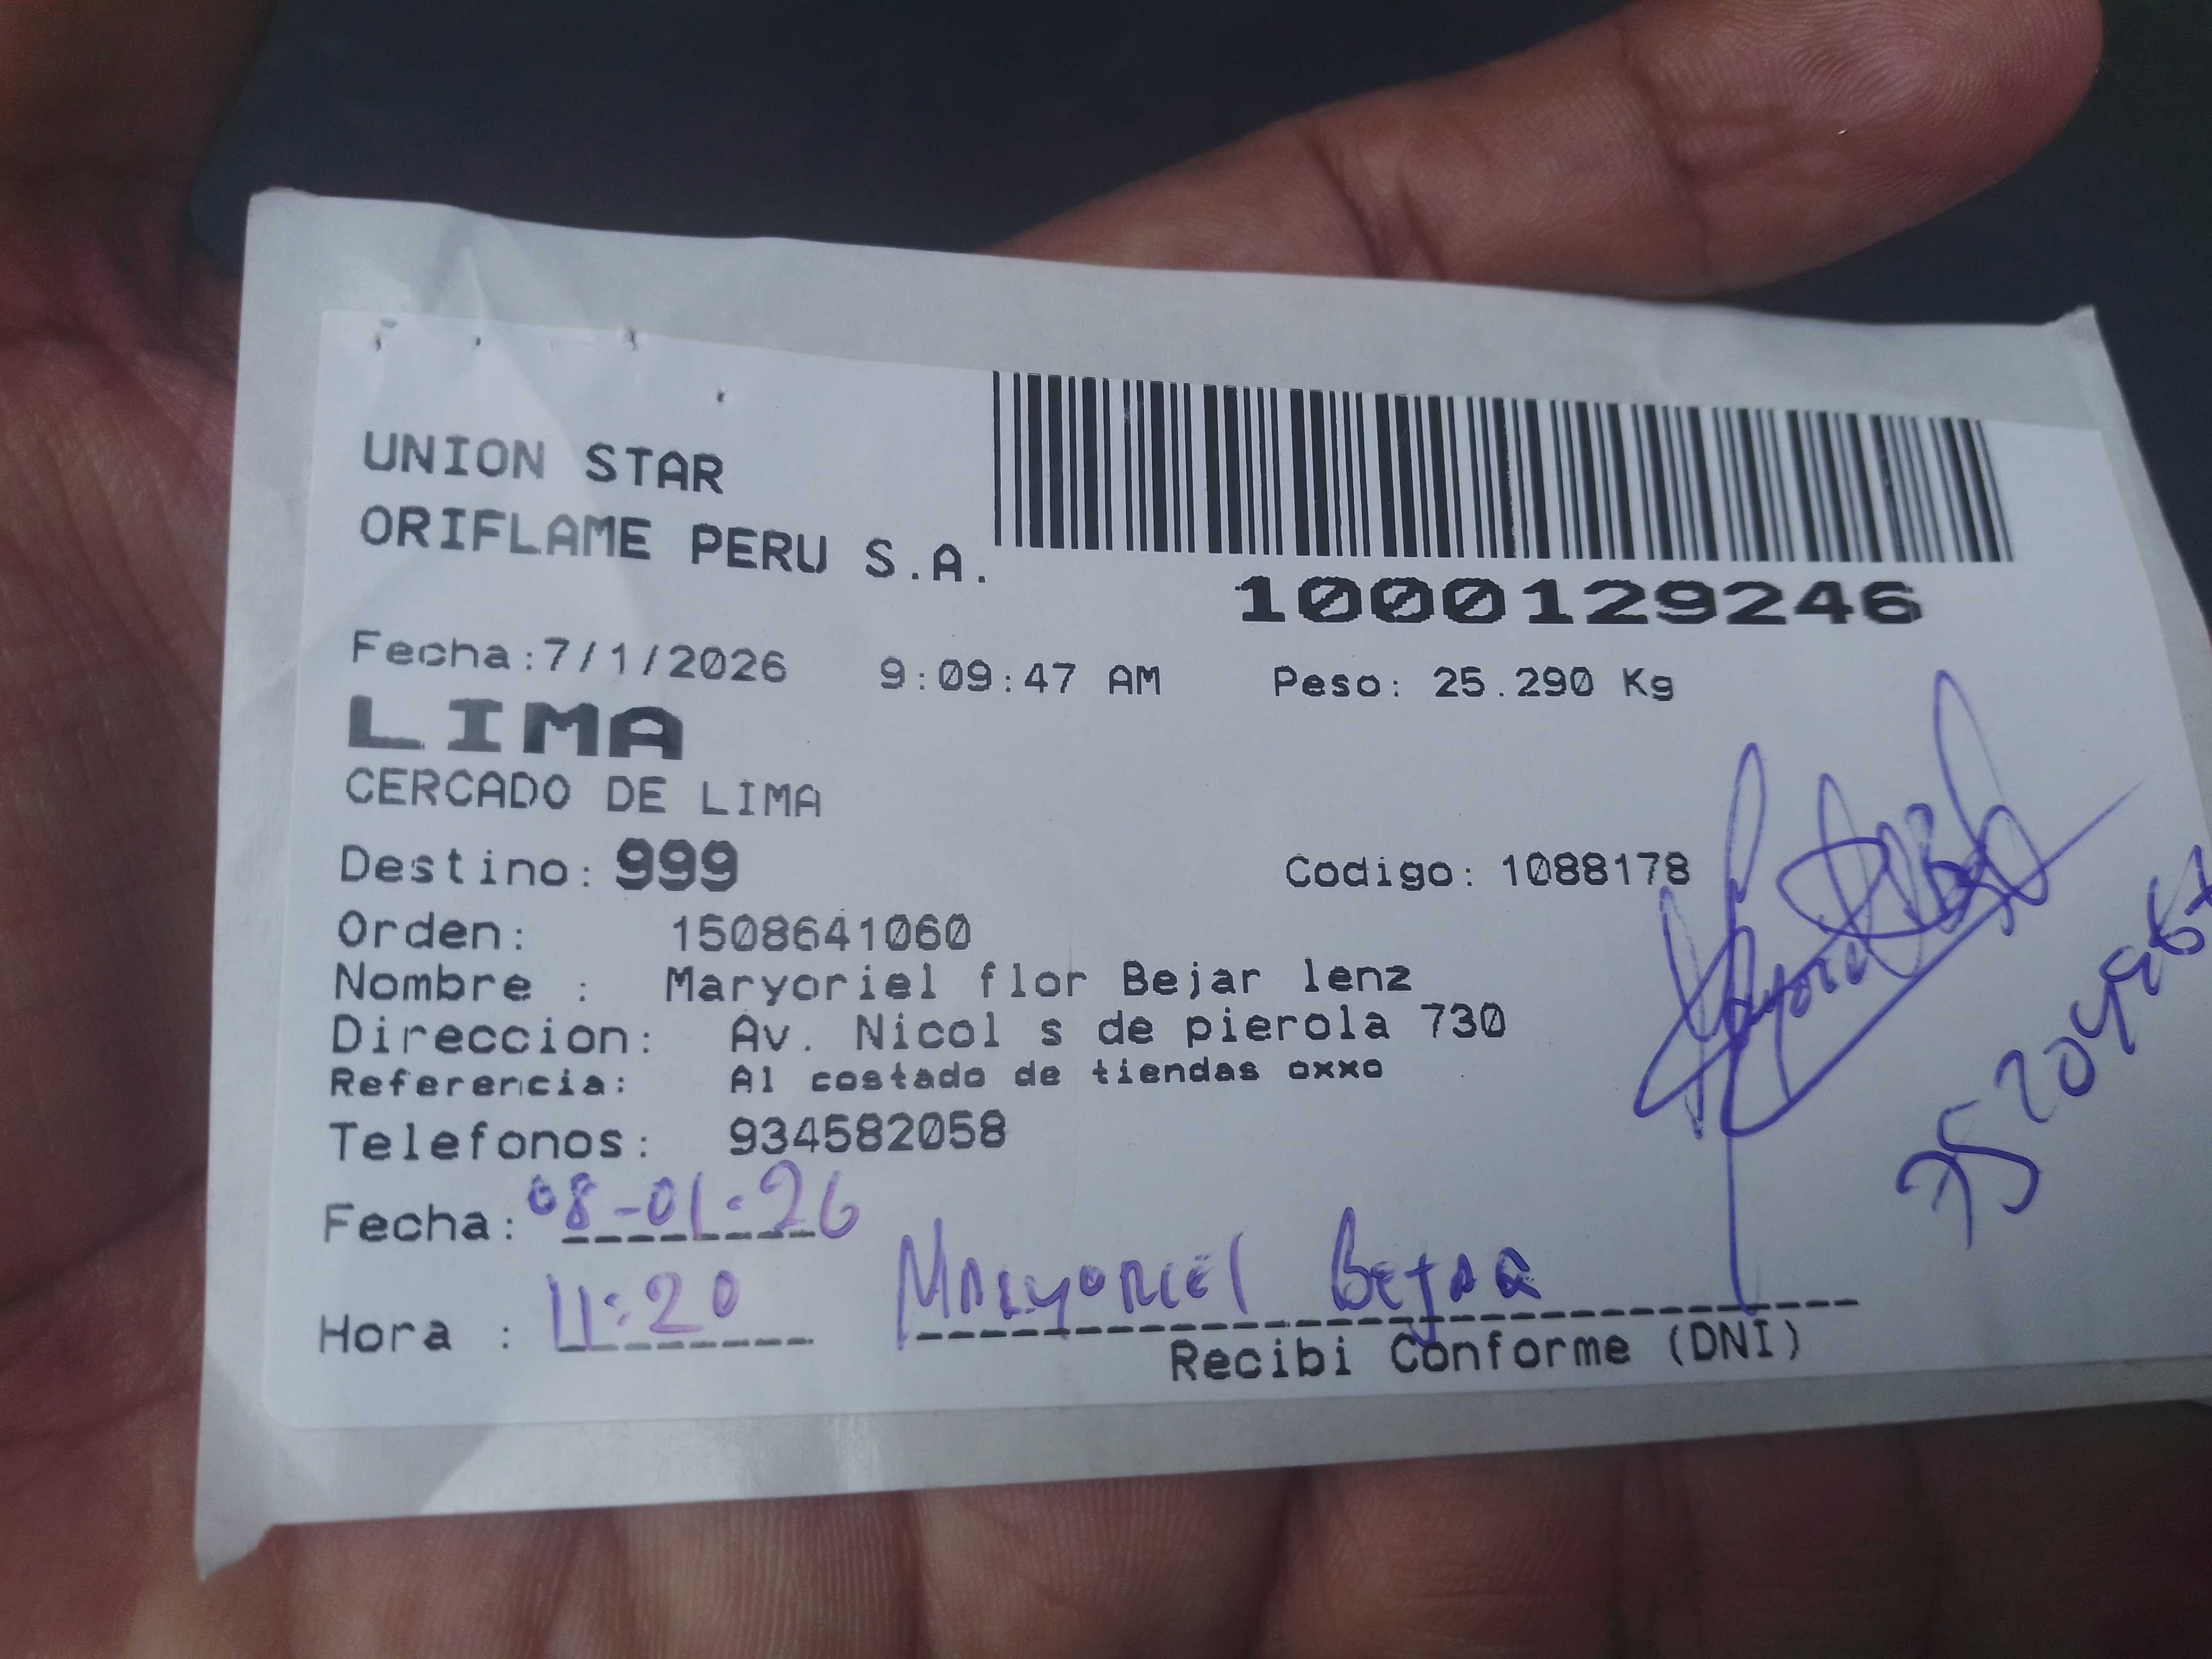 UNION STAR
ORIFLAME PERU S.A.
1000129246
Fecha:7/1/2026 9:09:47 AM Peso: 25.290 Kg
LIMA
CERCADO DE LIMA
Destino: 999 Codigo: 1088178
Orden: 1508641060
Nombre : Maryoriel flor Bejar lenz
Direccion: Av. Nicol s de pierola 730
Referencia: Al costado de tiendas oxxo
Telefonos: 934582058
Fecha: 08-01-26
Hora : 11:20 Maryoriel Bejar
Recibi Conforme (DNI)